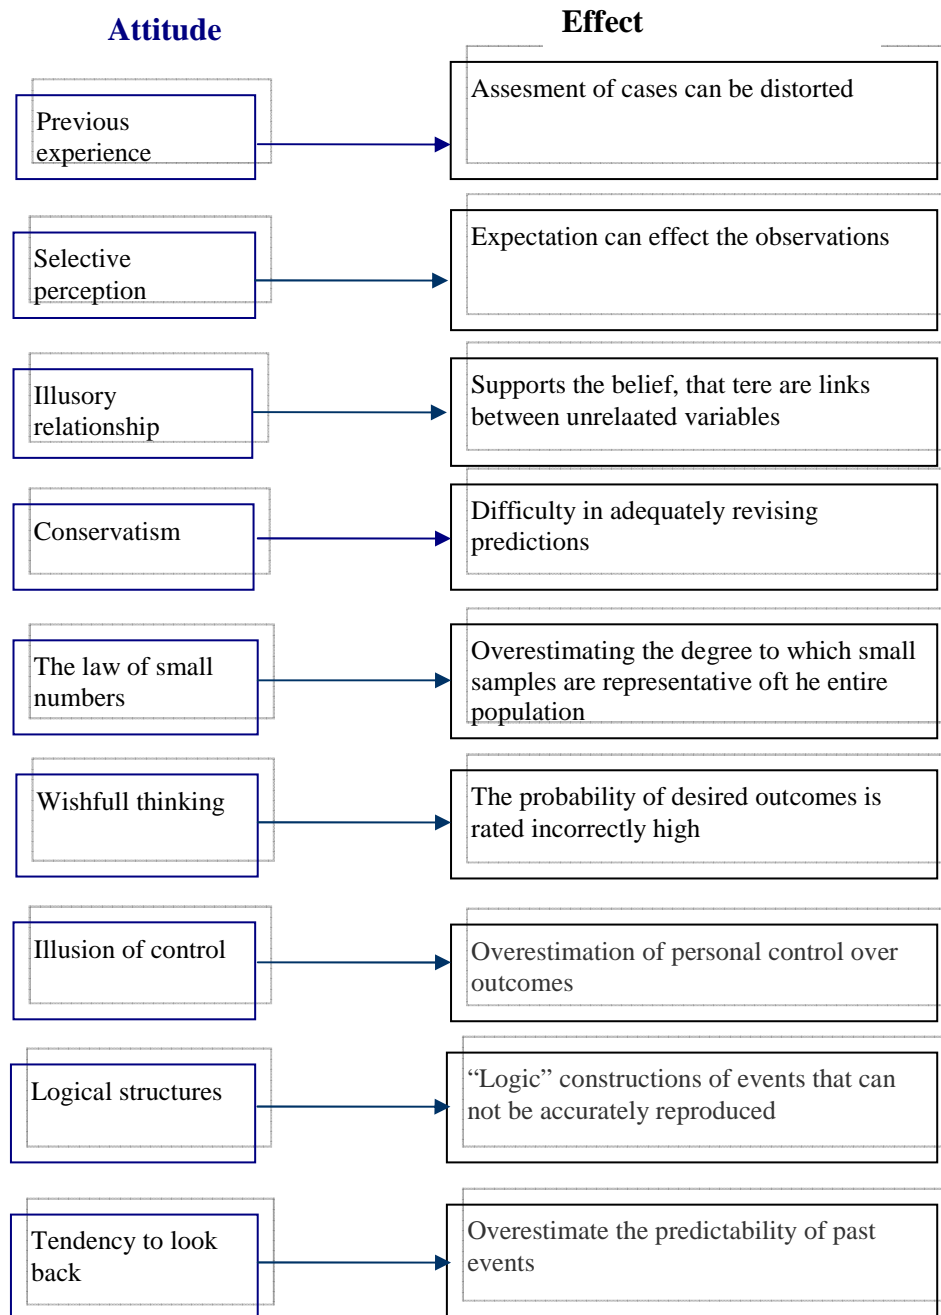 Attitude
Effect
Previous
experience
Assesment of cases can be distorted
Selective
perception
Expectation can effect the observations
Illusory
relationship
Supports the belief, that tere are links
between unrelaated variables
Conservatism
Difficulty in adequately revising
predictions
The law of small
numbers
Overestimating the degree to which small
samples are representative oft he entire
population
Wishfull thinking
The probability of desired outcomes is
rated incorrectly high
Illusion of control
Overestimation of personal control over
outcomes
Logical structures
“Logic” constructions of events that can
not be accurately reproduced
Tendency to look
back
Overestimate the predictability of past
events